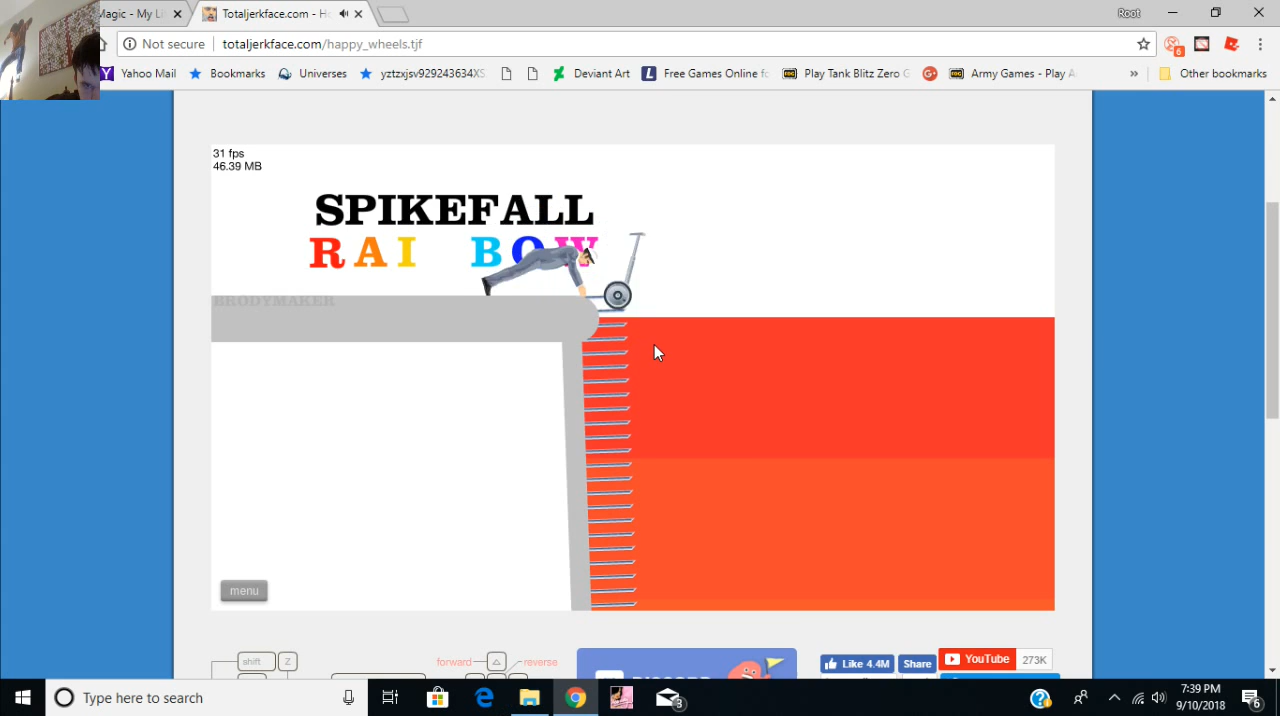 Magic - My Li
Totaljerkface.com - H
Root
Not secure
totaljerkface.com/happy_wheels.tjf
6
Yahoo Mail
Bookmarks
Universes
yztzxjsv929243634XS
Deviant Art
Free Games Online fo
Play Tank Blitz Zero G
Army Games - Play A
»
Other bookmarks
31 fps
46.39 MB
SPIKEFALL
RAI BOW
BRODYMAKER
menu
shift
Z
forward
reverse
Like 4.4M
Share
YouTube
273K
Type here to search
3
7:39 PM
9/10/2018
6